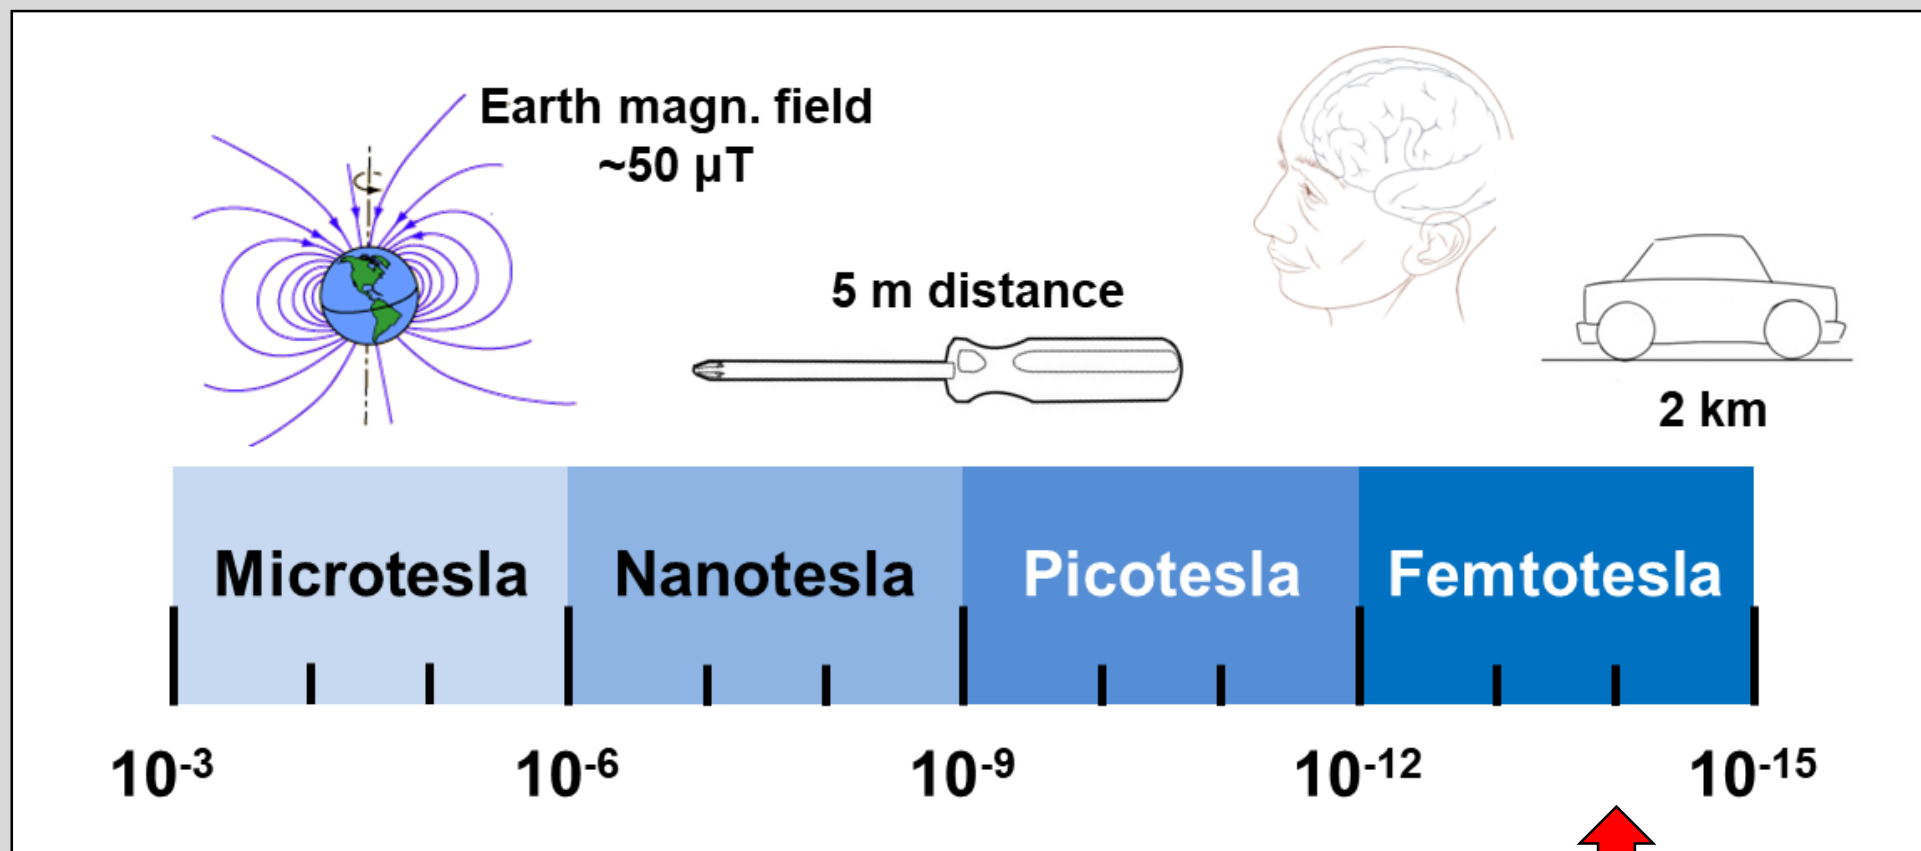 Earth magn. field
~50 µT
5 m distance
2 km
Microtesla Nanotesla Picotesla Femtotesla
10⁻³ 10⁻⁶ 10⁻⁹ 10⁻¹² 10⁻¹⁵